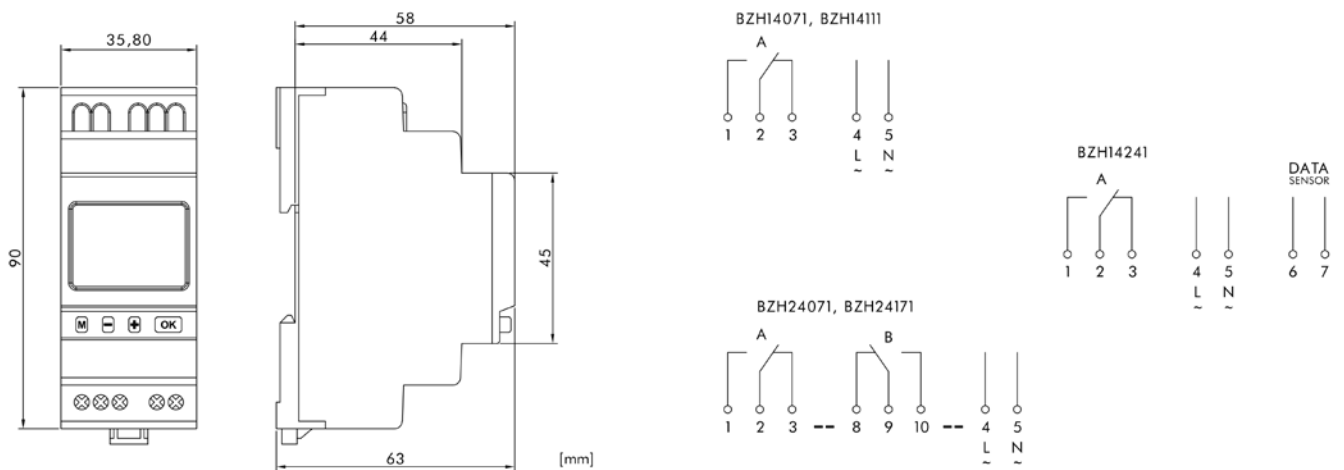 35,80
90
M − + OK
58
44
45
63
[mm]
BZH14071, BZH14111
A
1 2 3 4 5
L N
~ ~
BZH14241
A
DATA
SENSOR
1 2 3 4 5 6 7
L N
~ ~
BZH24071, BZH24171
A B
1 2 3 -- 8 9 10 -- 4 5
L N
~ ~